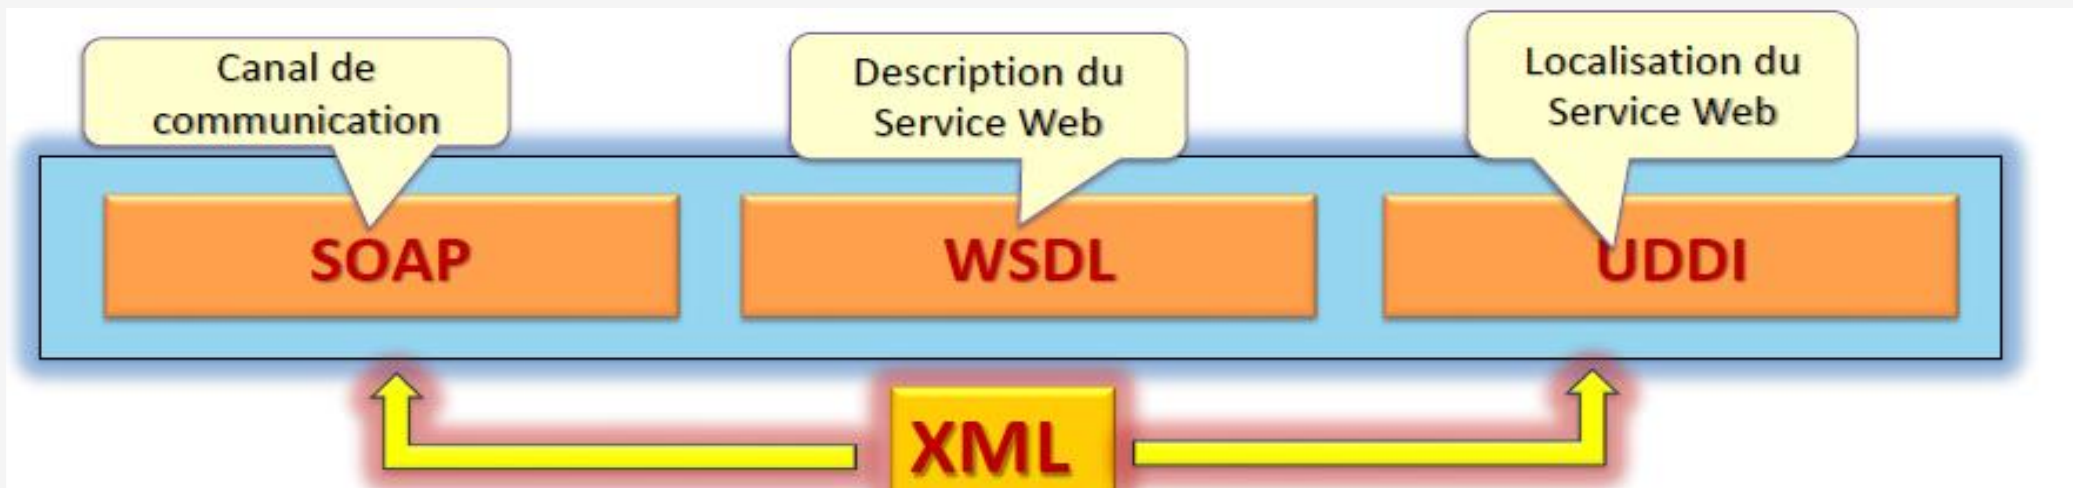 Canal de
communication
Description du
Service Web
Localisation du
Service Web
SOAP
WSDL
UDDI
XML